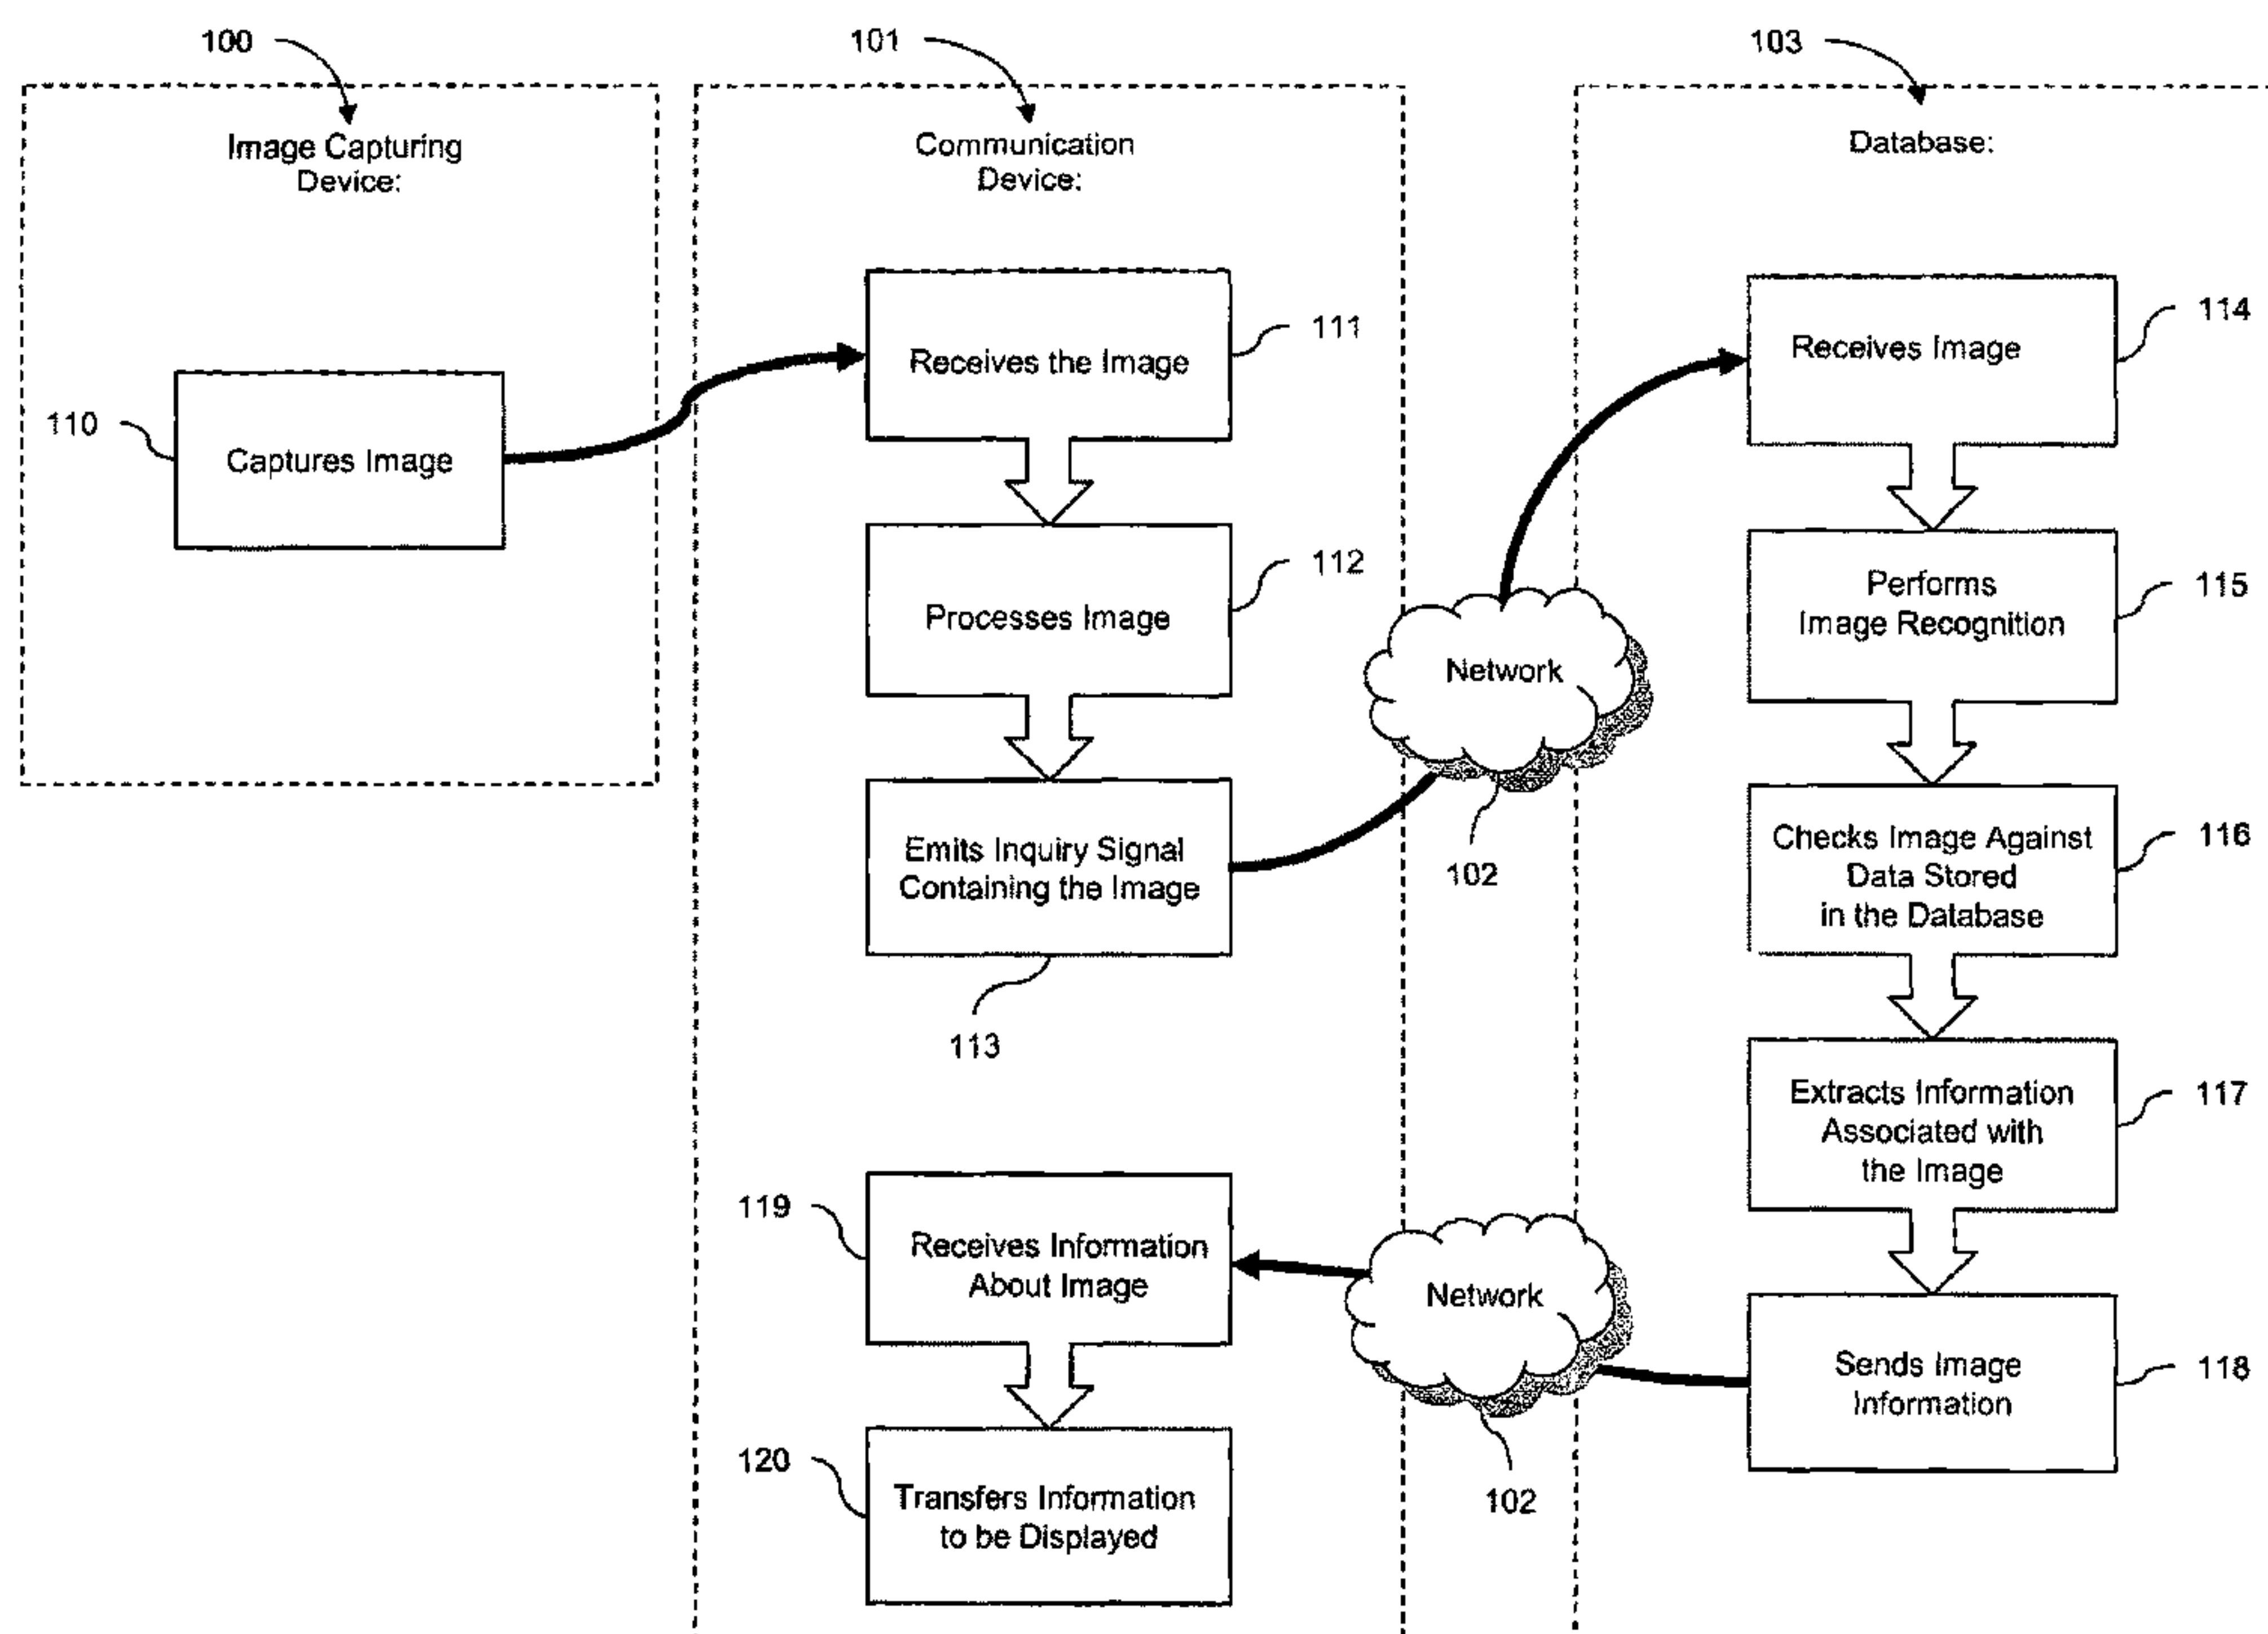 100
Image Capturing
Device:
110
Captures Image
101
Communication
Device:
Receives the Image
111
Processes Image
112
Emits Inquiry Signal
Containing the Image
113
Network
102
103
Database:
Receives Image
114
Performs
Image Recognition
115
Checks Image Against
Data Stored
in the Database
116
Extracts Information
Associated with
the Image
117
Sends Image
Information
118
Network
102
119
Receives Information
About Image
120
Transfers Information
to be Displayed